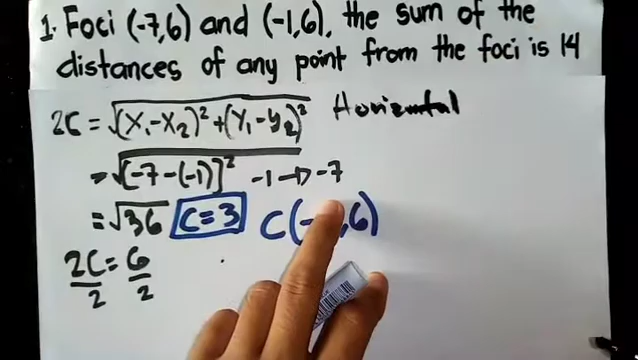 1. Foci (-7,6) and (-1,6), the sum of the
distances of any point from the foci is 14
2C = √(X₁-X₂)² + (Y₁-Y₂)² Horizontal
= √(-7-(-1))]² -1 → -7
= √36 C=3 C(- ,6)
2C = 6
2 2